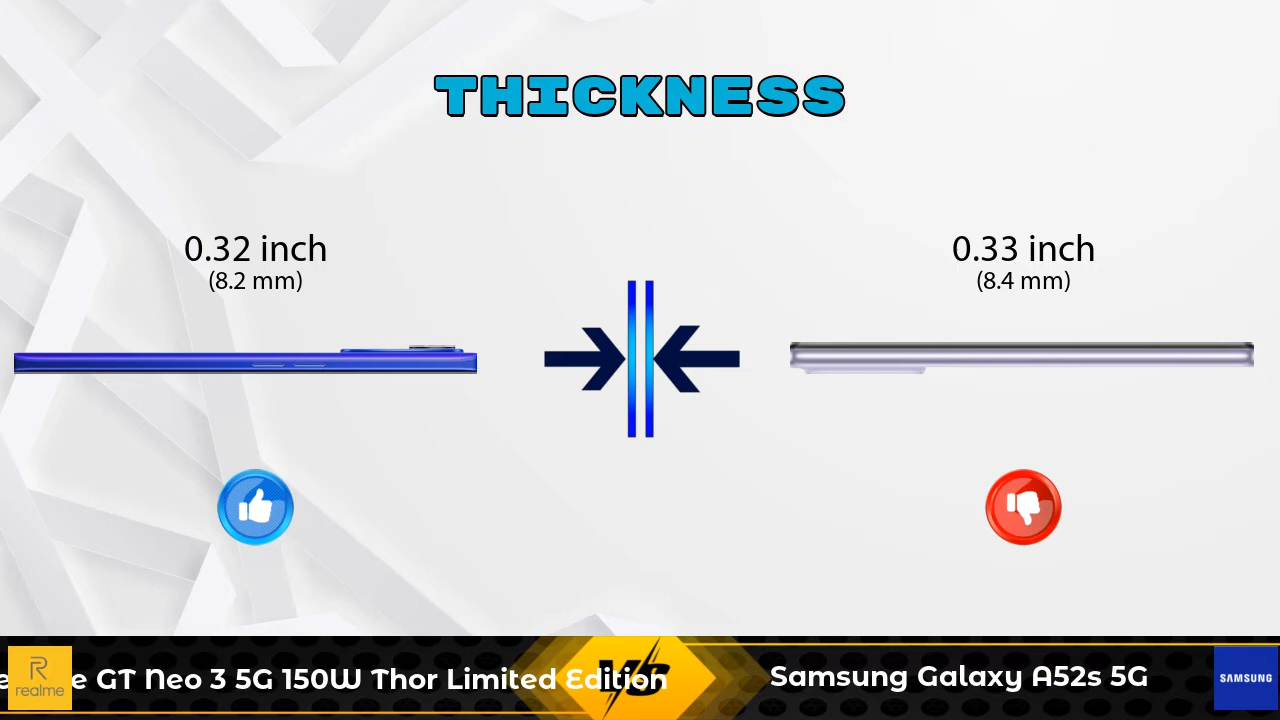 THICKNESS
0.32 inch
(8.2 mm)
0.33 inch
(8.4 mm)
realme
GT Neo 3 5G 150W Thor Limited Edition
VS
Samsung Galaxy A52s 5G
SAMSUNG